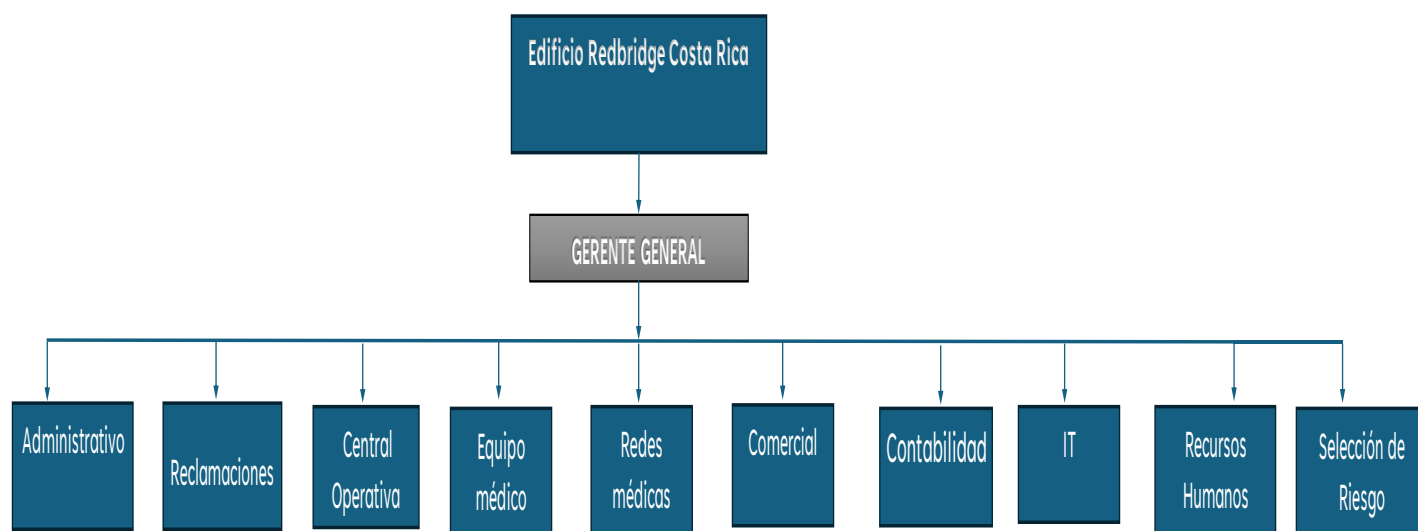 Edificio Redbridge Costa Rica
GERENTE GENERAL
Administrativo
Reclamaciones
Central
Operativa
Equipo
médico
Redes
médicas
Comercial
Contabilidad
IT
Recursos
Humanos
Selección de
Riesgo